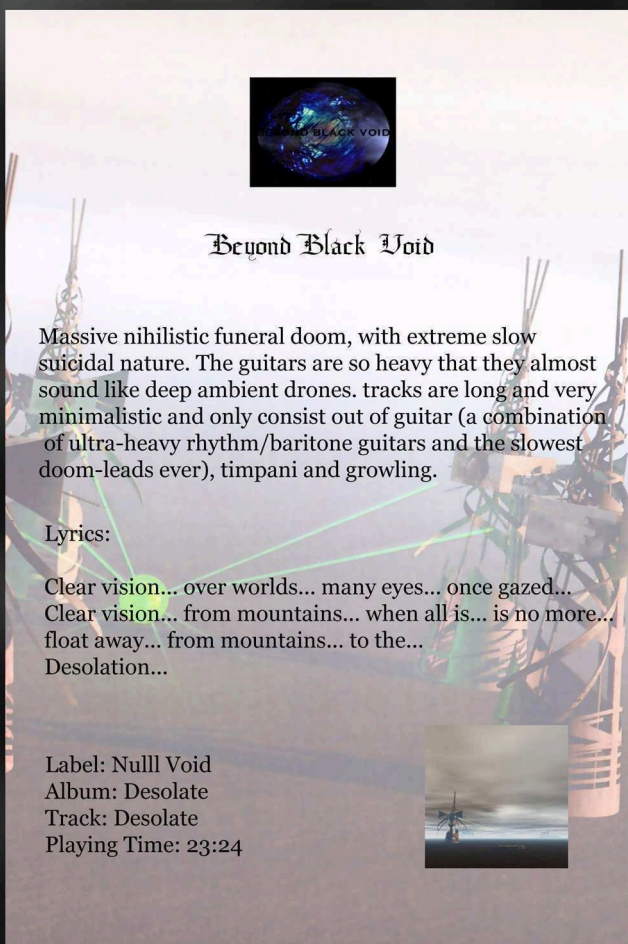 BEYOND BLACK VOID
Beyond Black Void
Massive nihilistic funeral doom, with extreme slow
suicidal nature. The guitars are so heavy that they almost
sound like deep ambient drones. tracks are long and very
minimalistic and only consist out of guitar (a combination
of ultra-heavy rhythm/baritone guitars and the slowest
doom-leads ever), timpani and growling.
Lyrics:
Clear vision... over worlds... many eyes... once gazed...
Clear vision... from mountains... when all is... is no more...
float away... from mountains... to the...
Desolation...
Label: Nulll Void
Album: Desolate
Track: Desolate
Playing Time: 23:24